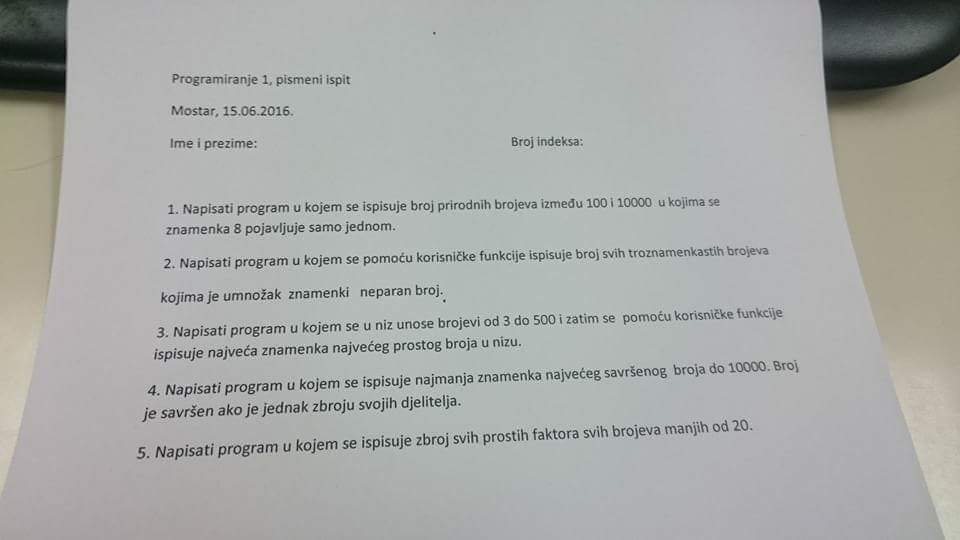 Programiranje 1, pismeni ispit
Mostar, 15.06.2016.
Ime i prezime: Broj indeksa:
1. Napisati program u kojem se ispisuje broj prirodnih brojeva između 100 i 10000 u kojima se
znamenka 8 pojavljuje samo jednom.
2. Napisati program u kojem se pomoću korisničke funkcije ispisuje broj svih troznamenkastih brojeva
kojima je umnožak znamenki neparan broj.
3. Napisati program u kojem se u niz unose brojevi od 3 do 500 i zatim se pomoću korisničke funkcije
ispisuje najveća znamenka najvećeg prostog broja u nizu.
4. Napisati program u kojem se ispisuje najmanja znamenka najvećeg savršenog broja do 10000. Broj
je savršen ako je jednak zbroju svojih djelitelja.
5. Napisati program u kojem se ispisuje zbroj svih prostih faktora svih brojeva manjih od 20.